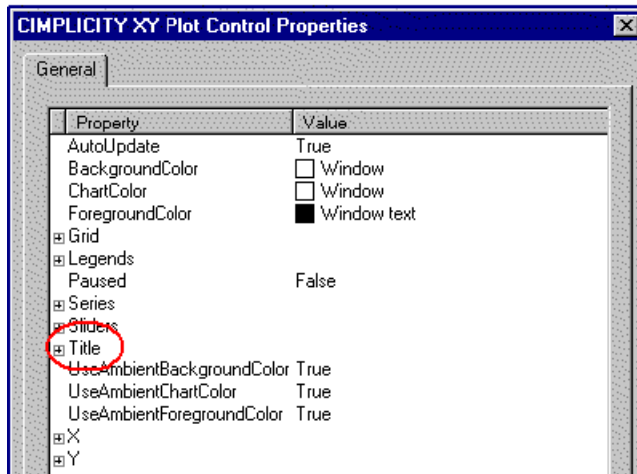 CIMPLICITY XY Plot Control Properties
General
Property Value
AutoUpdate True
BackgroundColor Window
ChartColor Window
ForegroundColor Window text
Grid
Legends
Paused False
Series
Sliders
Title
UseAmbientBackgroundColor True
UseAmbientChartColor True
UseAmbientForegroundColor True
X
Y